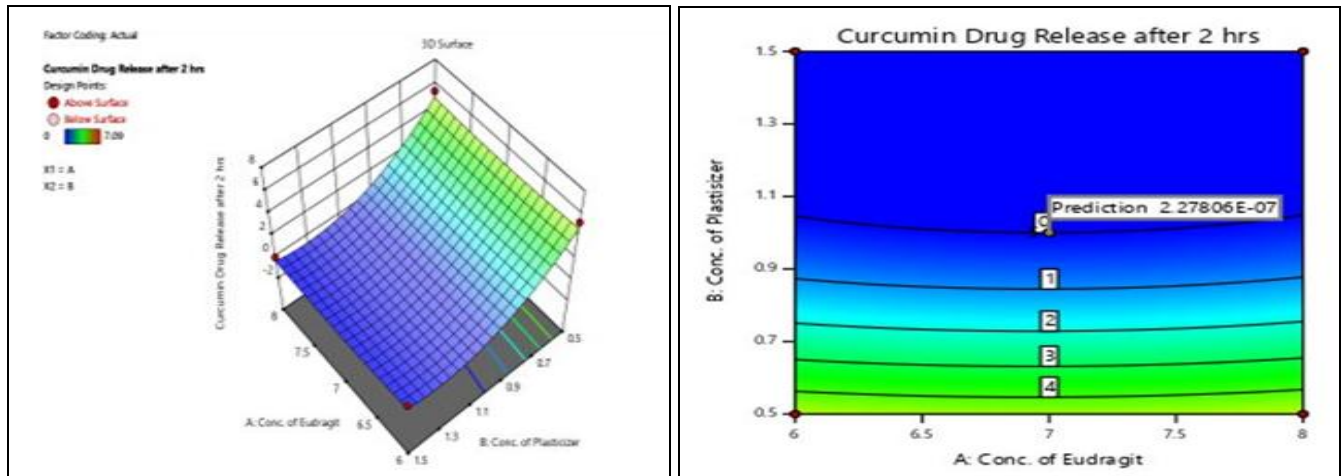 Factor Coding: Actual
Curcumin Drug Release after 2 hrs
Design Points:
Above Surface
Below Surface
0 7.09
X1 = A
X2 = B
3D Surface
Curcumin Drug Release after 2 hrs
8
6
4
2
0
-2
8
7.5
7
6.5
6
A: Conc. of Eudragit
1.5
1.3
1.1
0.9
0.7
0.5
B: Conc. of Plastisizer
Curcumin Drug Release after 2 hrs
B: Conc. of Plastisizer
1.5
1.3
1.1
0.9
0.7
0.5
0
Prediction 2.27806E-07
1
2
3
4
6
6.5
7
7.5
8
A: Conc. of Eudragit